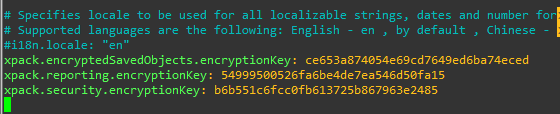 # Specifies locale to be used for all localizable strings, dates and number for
# Supported languages are the following: English - en , by default , Chinese -
#i18n.locale: "en"
xpack.encryptedSavedObjects.encryptionKey: ce653a874054e69cd7649ed6ba74eced
xpack.reporting.encryptionKey: 54999500526fa6be4de7ea546d50fa15
xpack.security.encryptionKey: b6b551c6fcc0fb613725b867963e2485